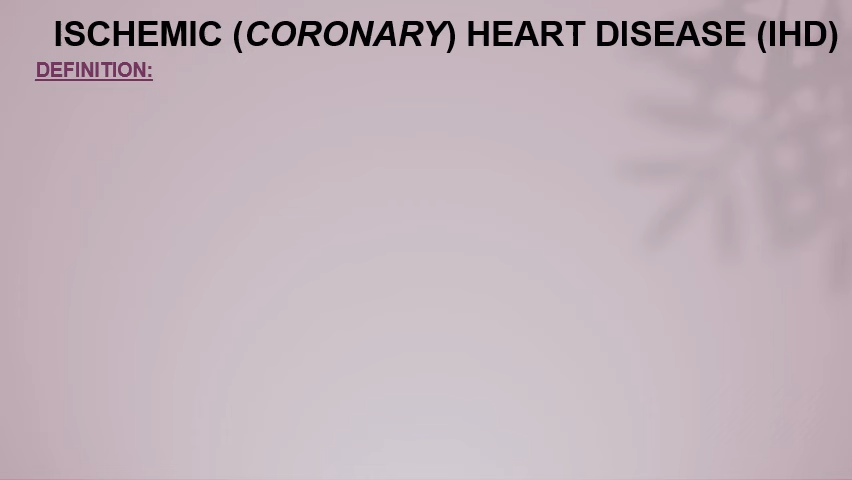 ISCHEMIC (CORONARY) HEART DISEASE (IHD)
DEFINITION: